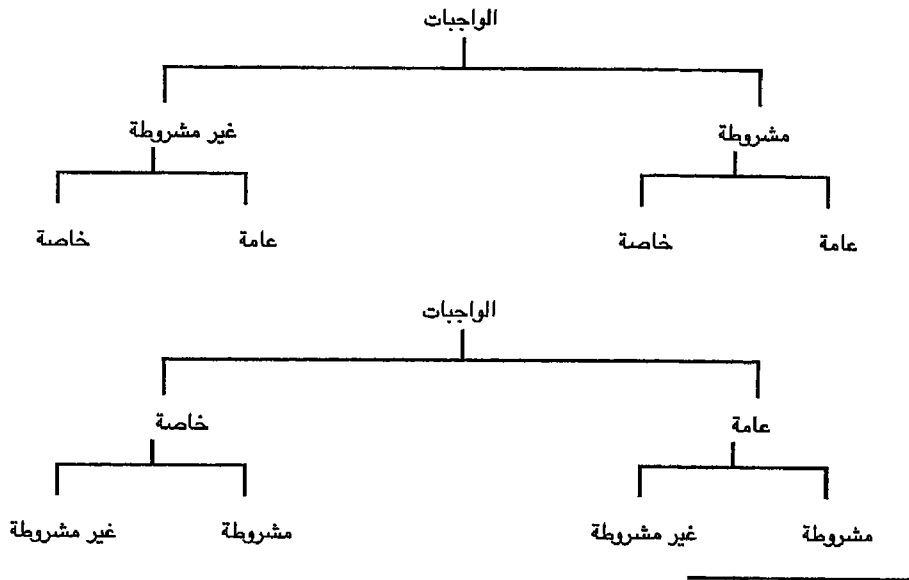 الواجبات
مشروطة غير مشروطة
عامة خاصة عامة خاصة
الواجبات
عامة خاصة
مشروطة غير مشروطة مشروطة غير مشروطة